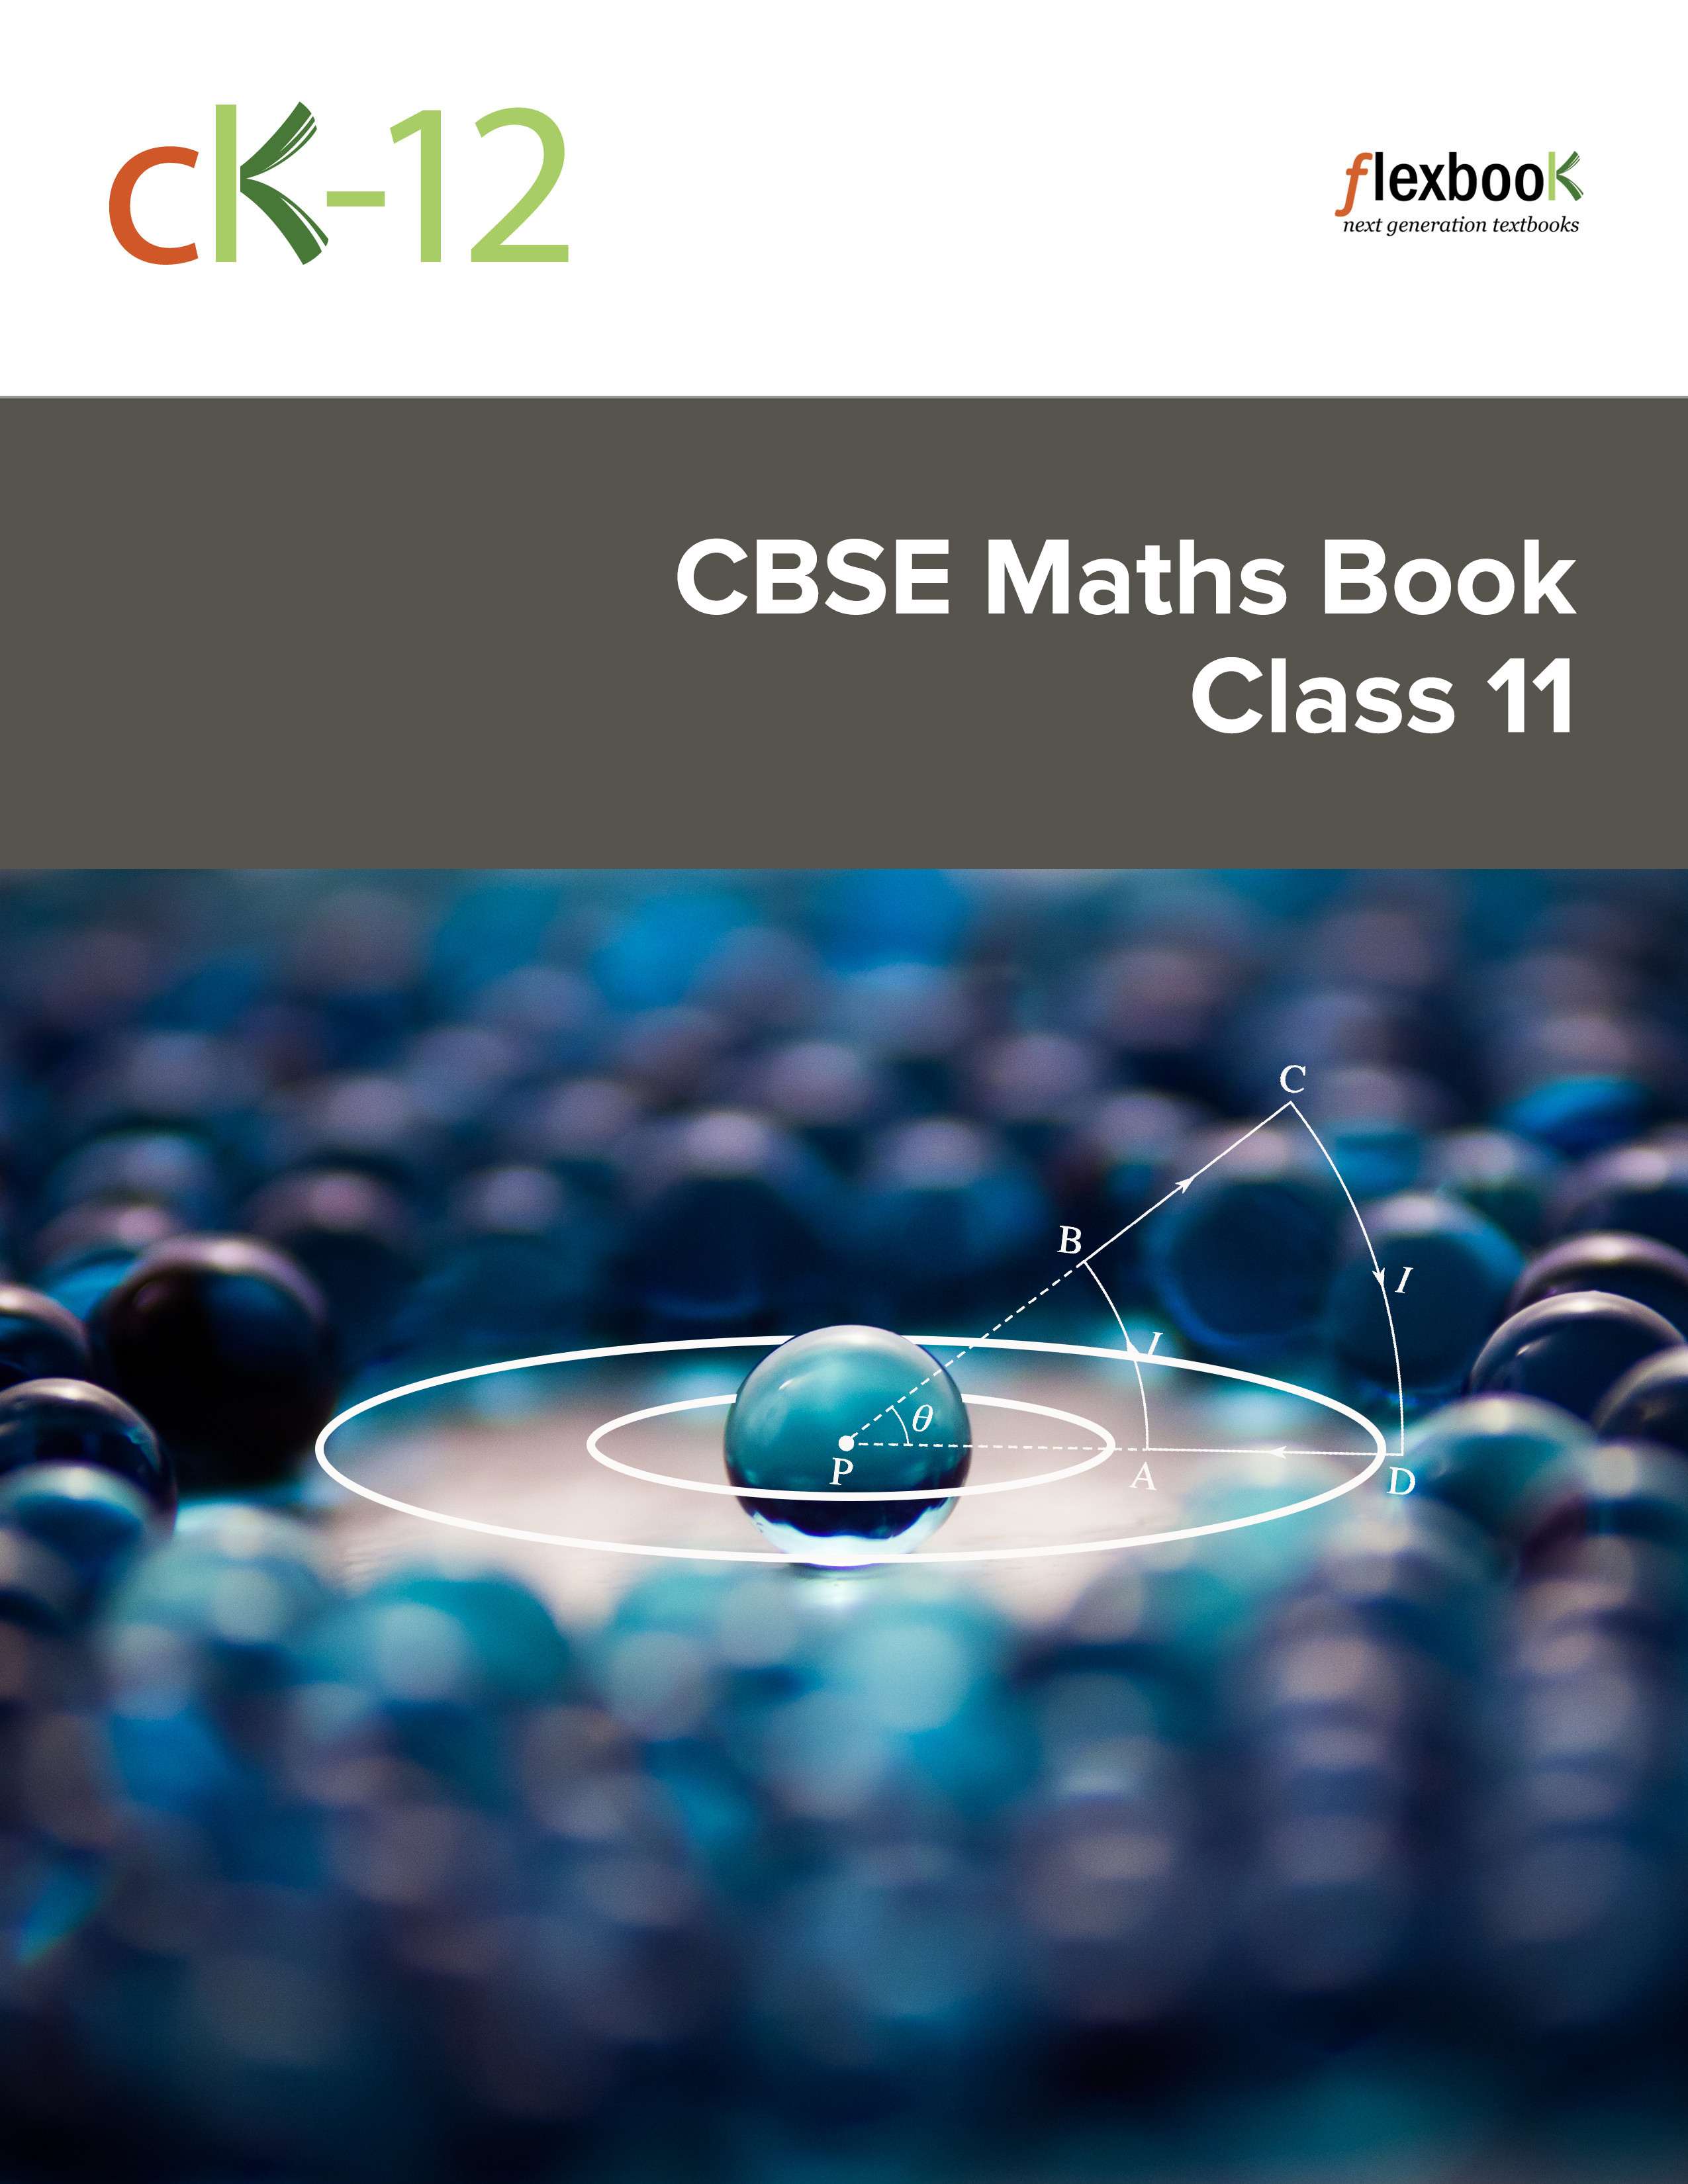 cK-12
flexbook
next generation textbooks
CBSE Maths Book
Class 11
C
B
I
I
θ
P
A
D